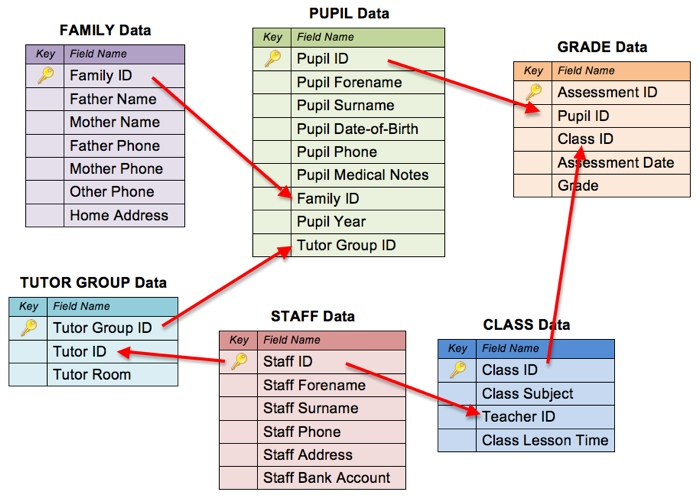 FAMILY Data
Key Field Name
Family ID
Father Name
Mother Name
Father Phone
Mother Phone
Other Phone
Home Address
PUPIL Data
Key Field Name
Pupil ID
Pupil Forename
Pupil Surname
Pupil Date-of-Birth
Pupil Phone
Pupil Medical Notes
Family ID
Pupil Year
Tutor Group ID
GRADE Data
Key Field Name
Assessment ID
Pupil ID
Class ID
Assessment Date
Grade
TUTOR GROUP Data
Key Field Name
Tutor Group ID
Tutor ID
Tutor Room
STAFF Data
Key Field Name
Staff ID
Staff Forename
Staff Surname
Staff Phone
Staff Address
Staff Bank Account
CLASS Data
Key Field Name
Class ID
Class Subject
Teacher ID
Class Lesson Time